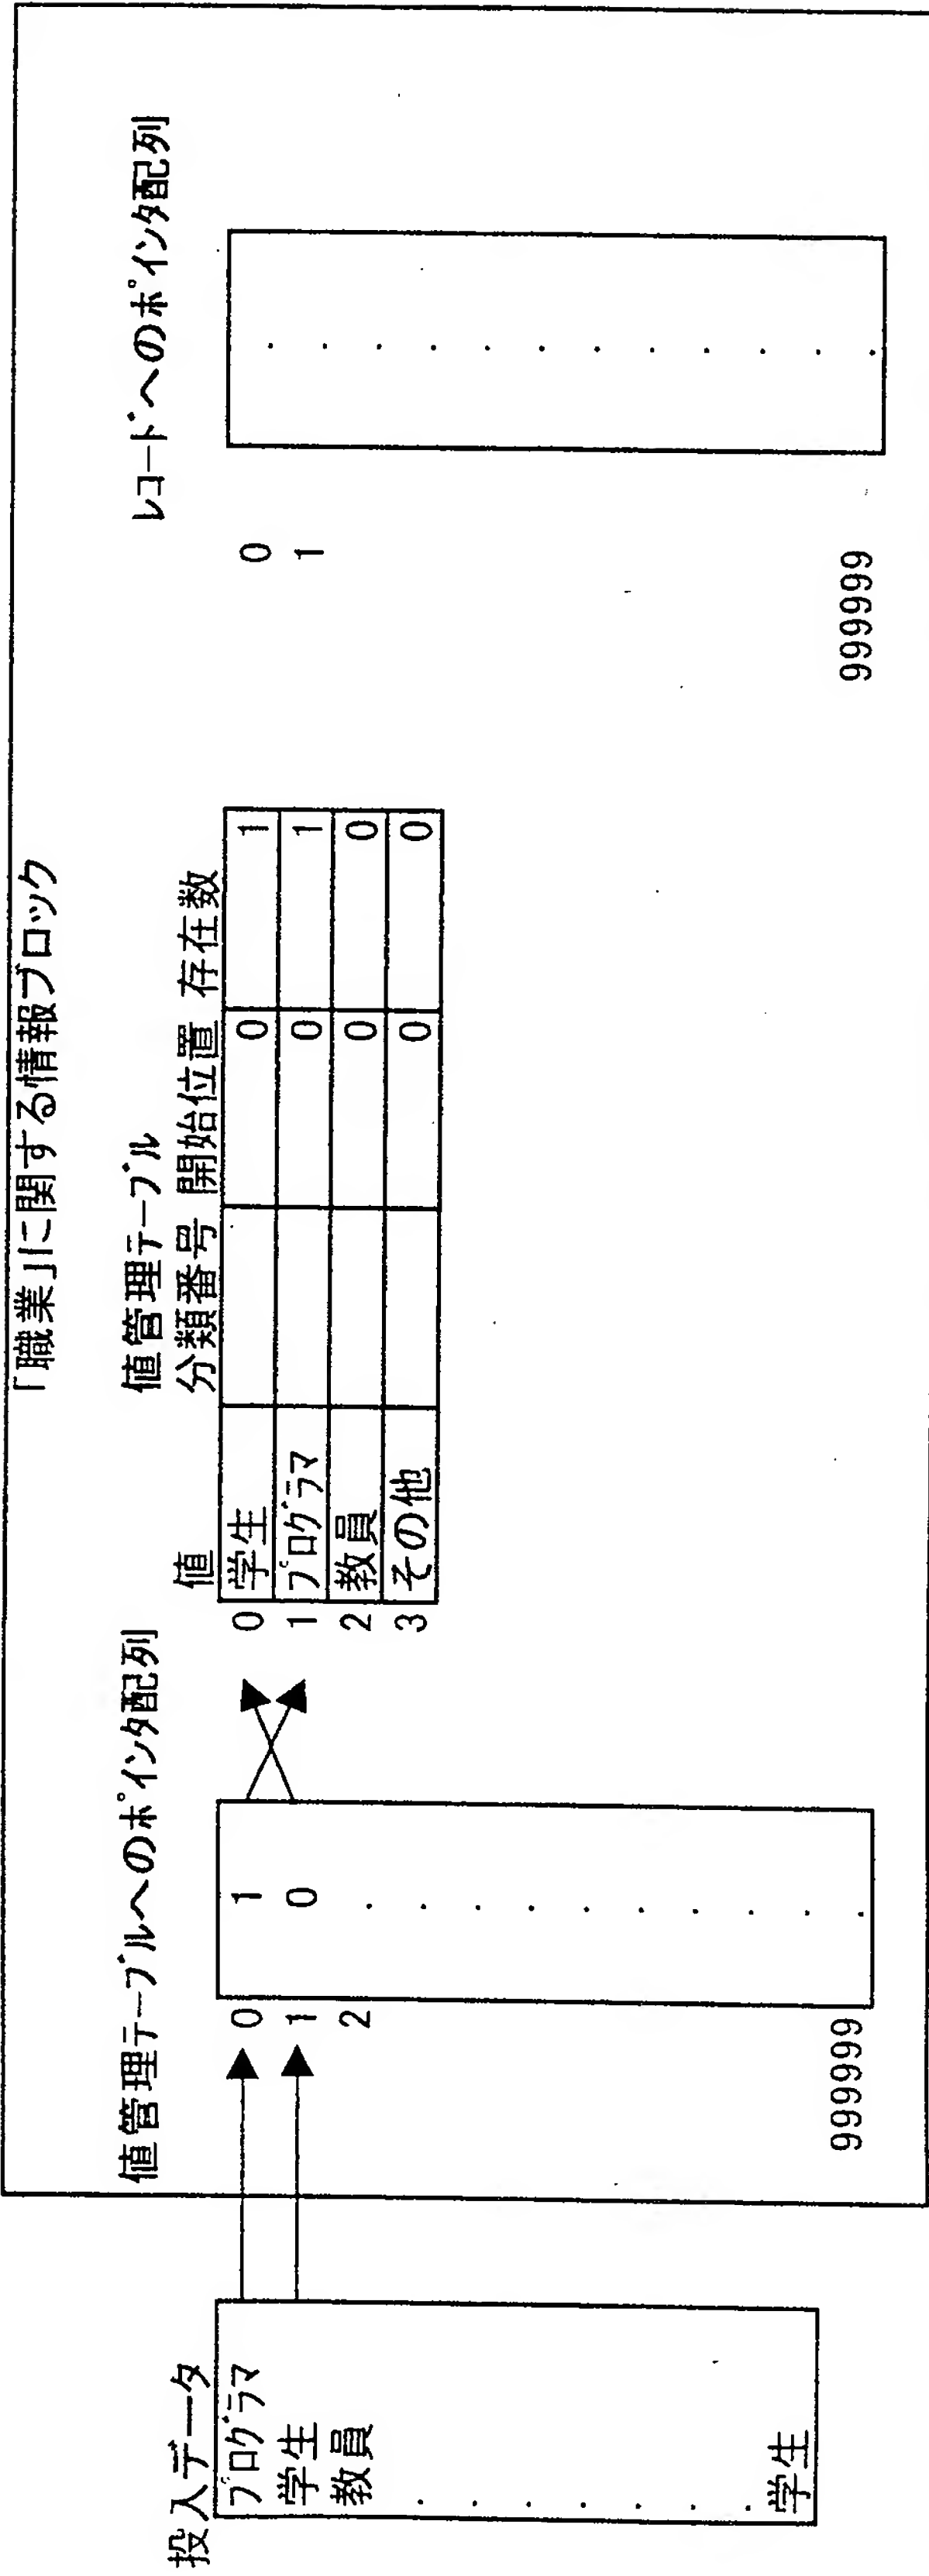 「職業」に関する情報ブロック
投入データ
プログラマ
学生
教員
学生
値管理テーブルへのポインタ配列
0 1
1 0
2
999999
値管理テーブル
値 分類番号 開始位置 存在数
0 学生 0 1
1 プログラマ 0 1
2 教員 0 0
3 その他 0 0
レコードへのポインタ配列
0
1
999999